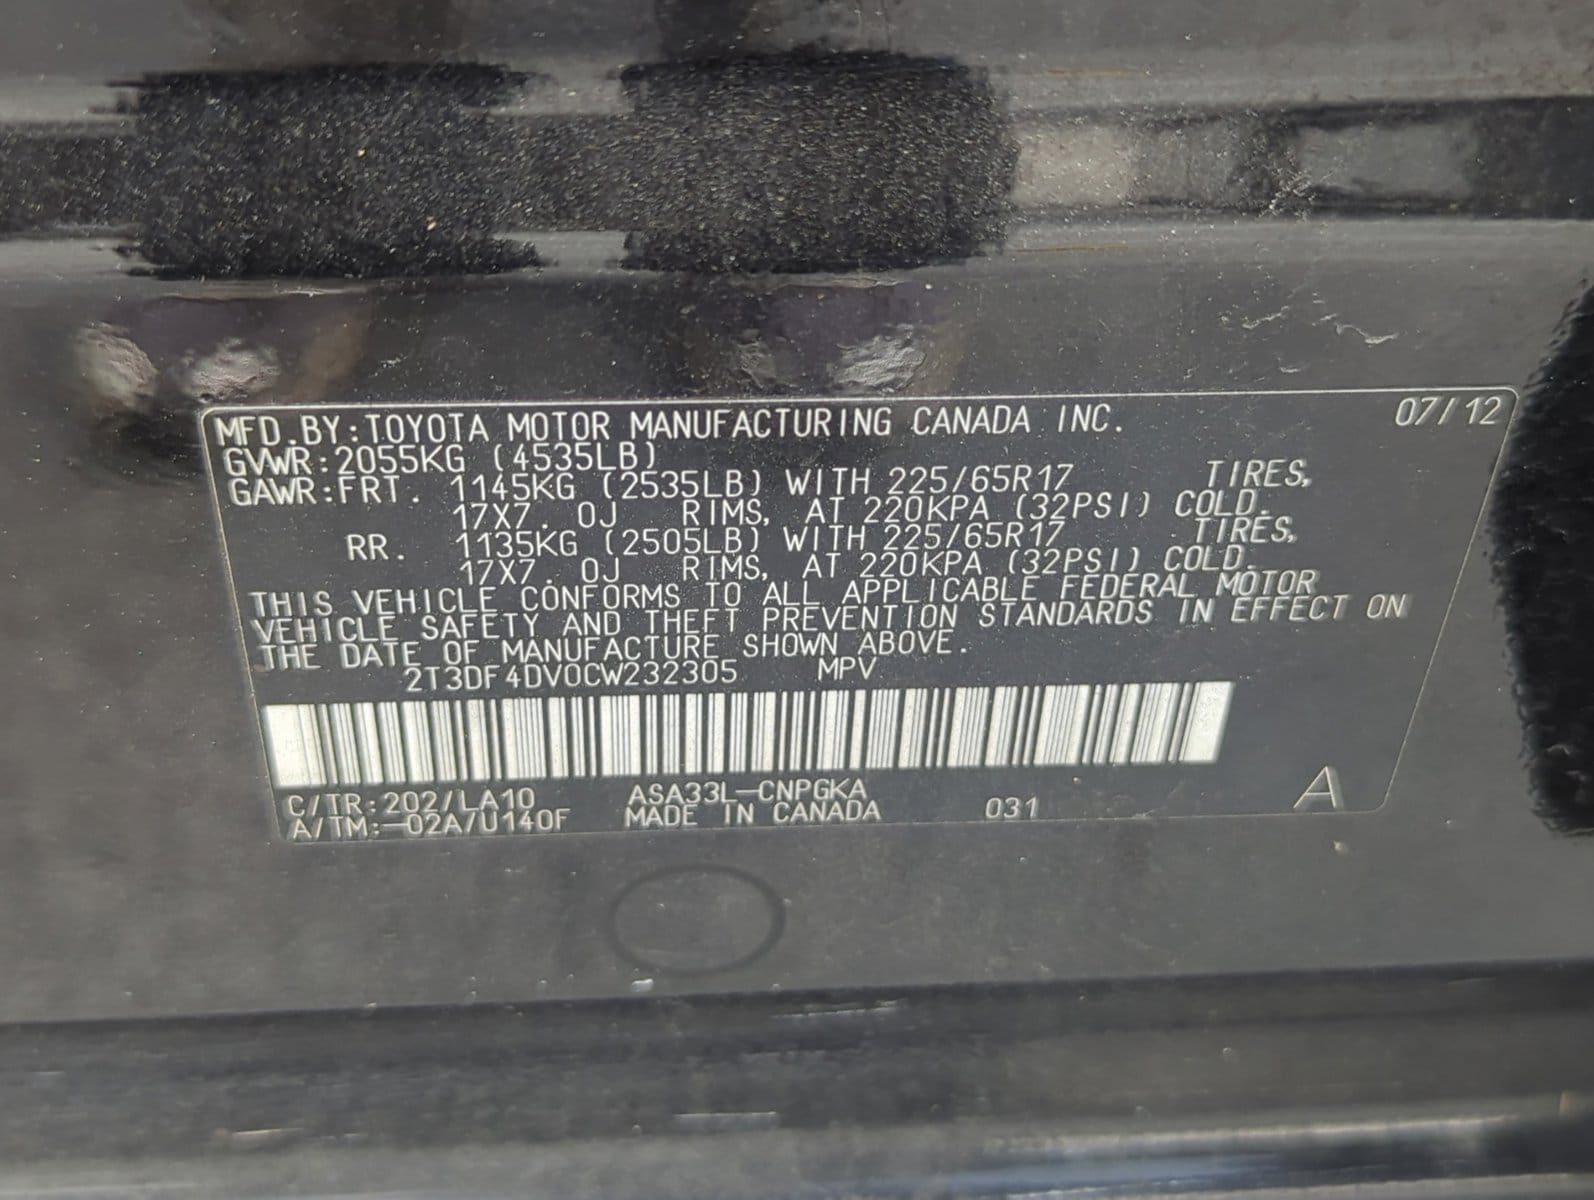 MFD.BY:TOYOTA MOTOR MANUFACTURING CANADA INC. 07/12
GVWR:2055KG (4535LB)
GAWR:FRT. 1145KG (2535LB) WITH 225/65R17 TIRES,
17X7.0J RIMS, AT 220KPA (32PSI) COLD.
RR. 1135KG (2505LB) WITH 225/65R17 TIRES,
17X7.0J RIMS, AT 220KPA (32PSI) COLD.
THIS VEHICLE CONFORMS TO ALL APPLICABLE FEDERAL MOTOR
VEHICLE SAFETY AND THEFT PREVENTION STANDARDS IN EFFECT ON
THE DATE OF MANUFACTURE SHOWN ABOVE.
2T3DF4DV0CW232305 MPV
C/TR:202/LA10 ASA33L-CNPGKA
A/TM:-02A/U140F MADE IN CANADA 031 A